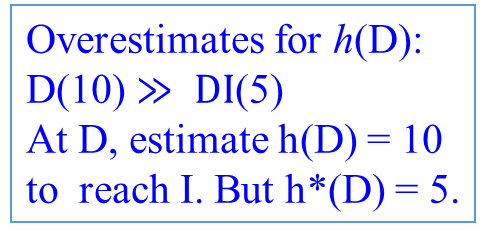 Overestimates for h(D):
D(10) ≫ DI(5)
At D, estimate h(D) = 10
to reach I. But h*(D) = 5.